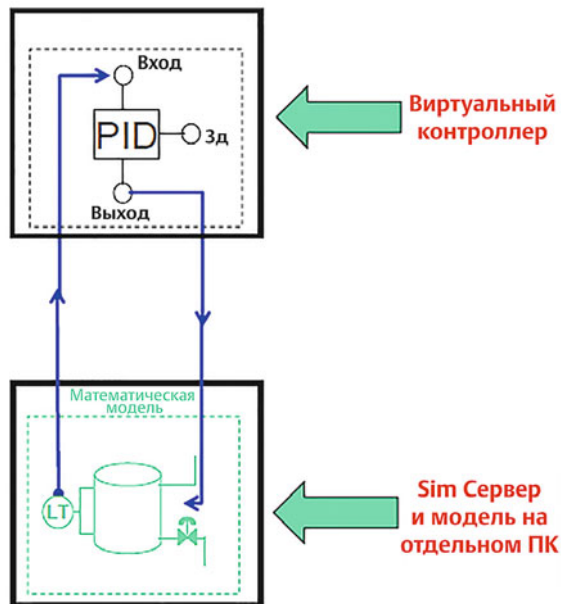 Вход
PID
Зд
Выход
Виртуальный
контроллер
Математическая
модель
LT
Sim Сервер
и модель на
отдельном ПК